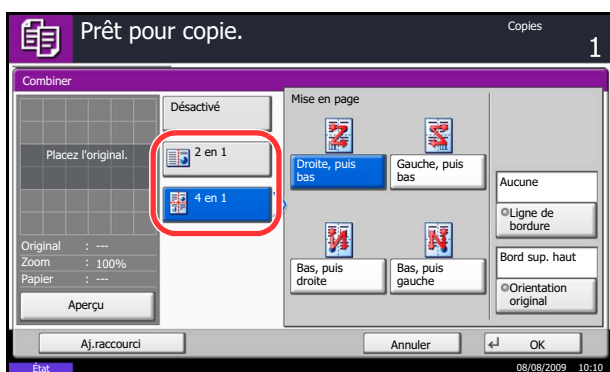 Prêt pour copie.
Copies
1
Combiner
Placez l'original.
Original : ---
Zoom : 100%
Papier : ---
Aperçu
Désactivé
2 en 1
4 en 1
Mise en page
Droite, puis
bas
Gauche, puis
bas
Bas, puis
droite
Bas, puis
gauche
Aucune
Ligne de
bordure
Bord sup. haut
Orientation
original
Aj.raccourci
Annuler
OK
État
08/08/2009 10:10